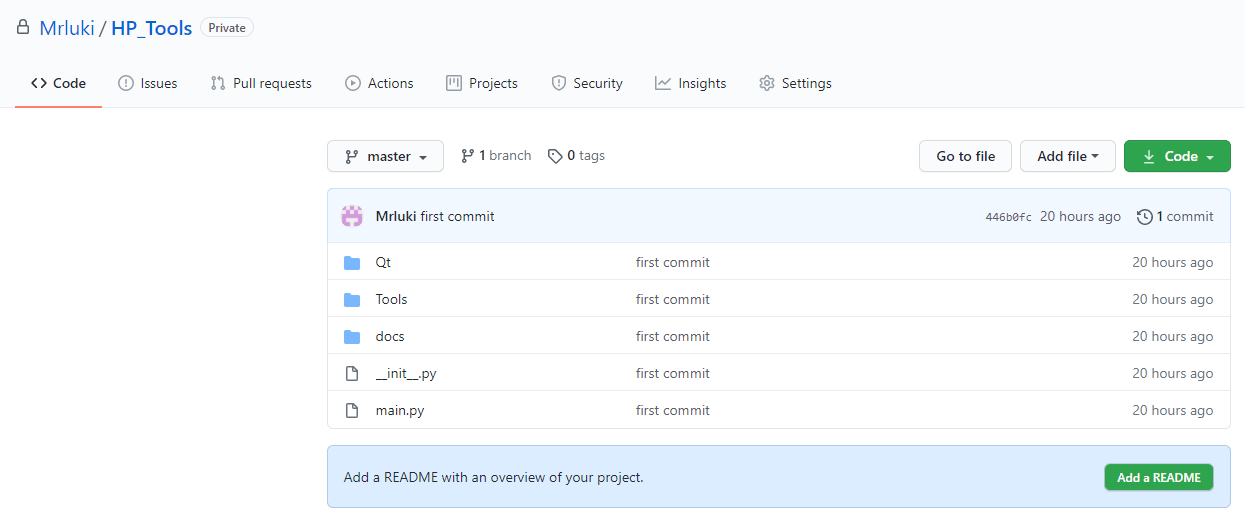 Mrluki / HP_Tools Private
Code Issues Pull requests Actions Projects Security Insights Settings
master 1 branch 0 tags Go to file Add file Code
Mrluki first commit 446b0fc 20 hours ago 1 commit
Qt first commit 20 hours ago
Tools first commit 20 hours ago
docs first commit 20 hours ago
__init__.py first commit 20 hours ago
main.py first commit 20 hours ago
Add a README with an overview of your project. Add a README